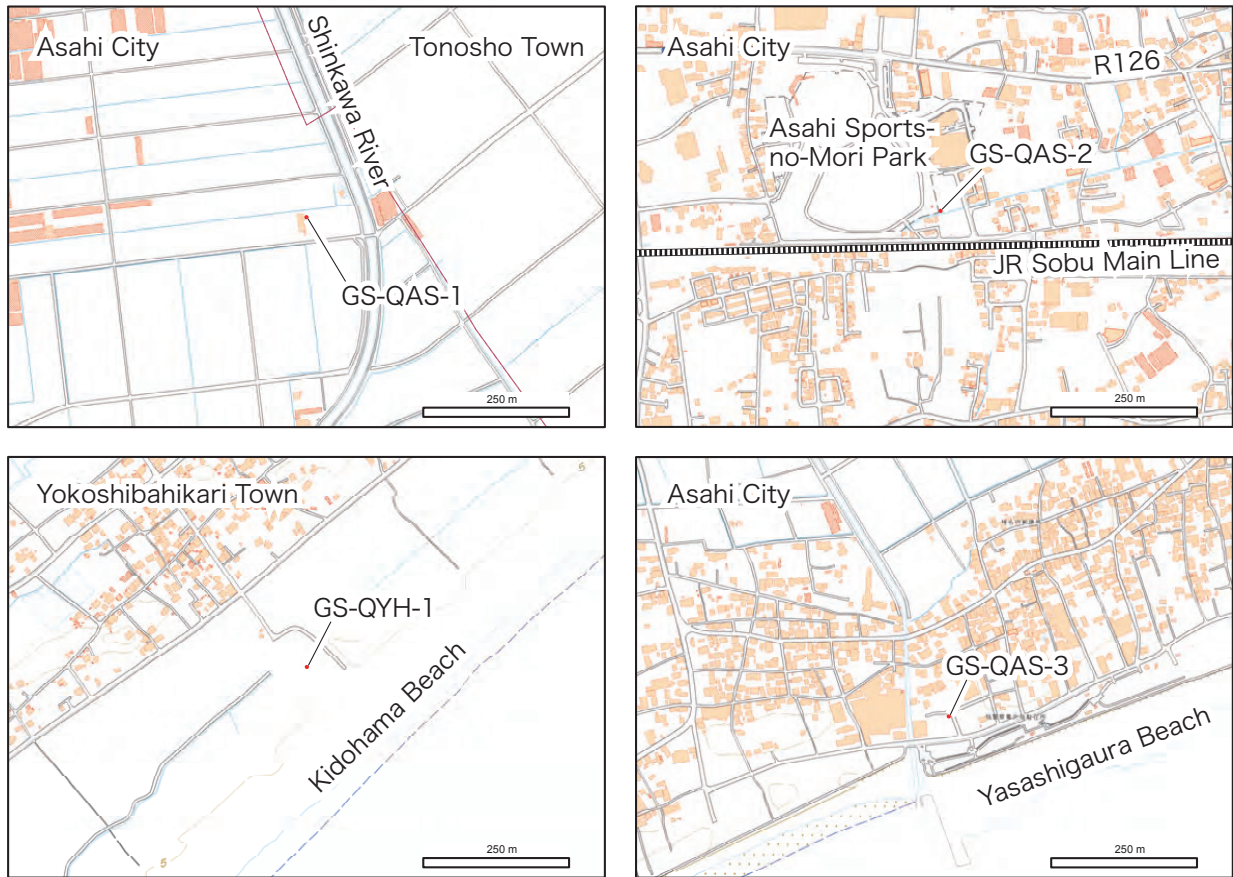 Asahi City
Shinkawa River
Tonosho Town
GS-QAS-1
250 m
Asahi City
R126
Asahi Sports-
no-Mori Park
GS-QAS-2
JR Sobu Main Line
250 m
Yokoshibahikari Town
5
GS-QYH-1
Kidohama Beach
5
250 m
Asahi City
GS-QAS-3
Yasashigaura Beach
250 m